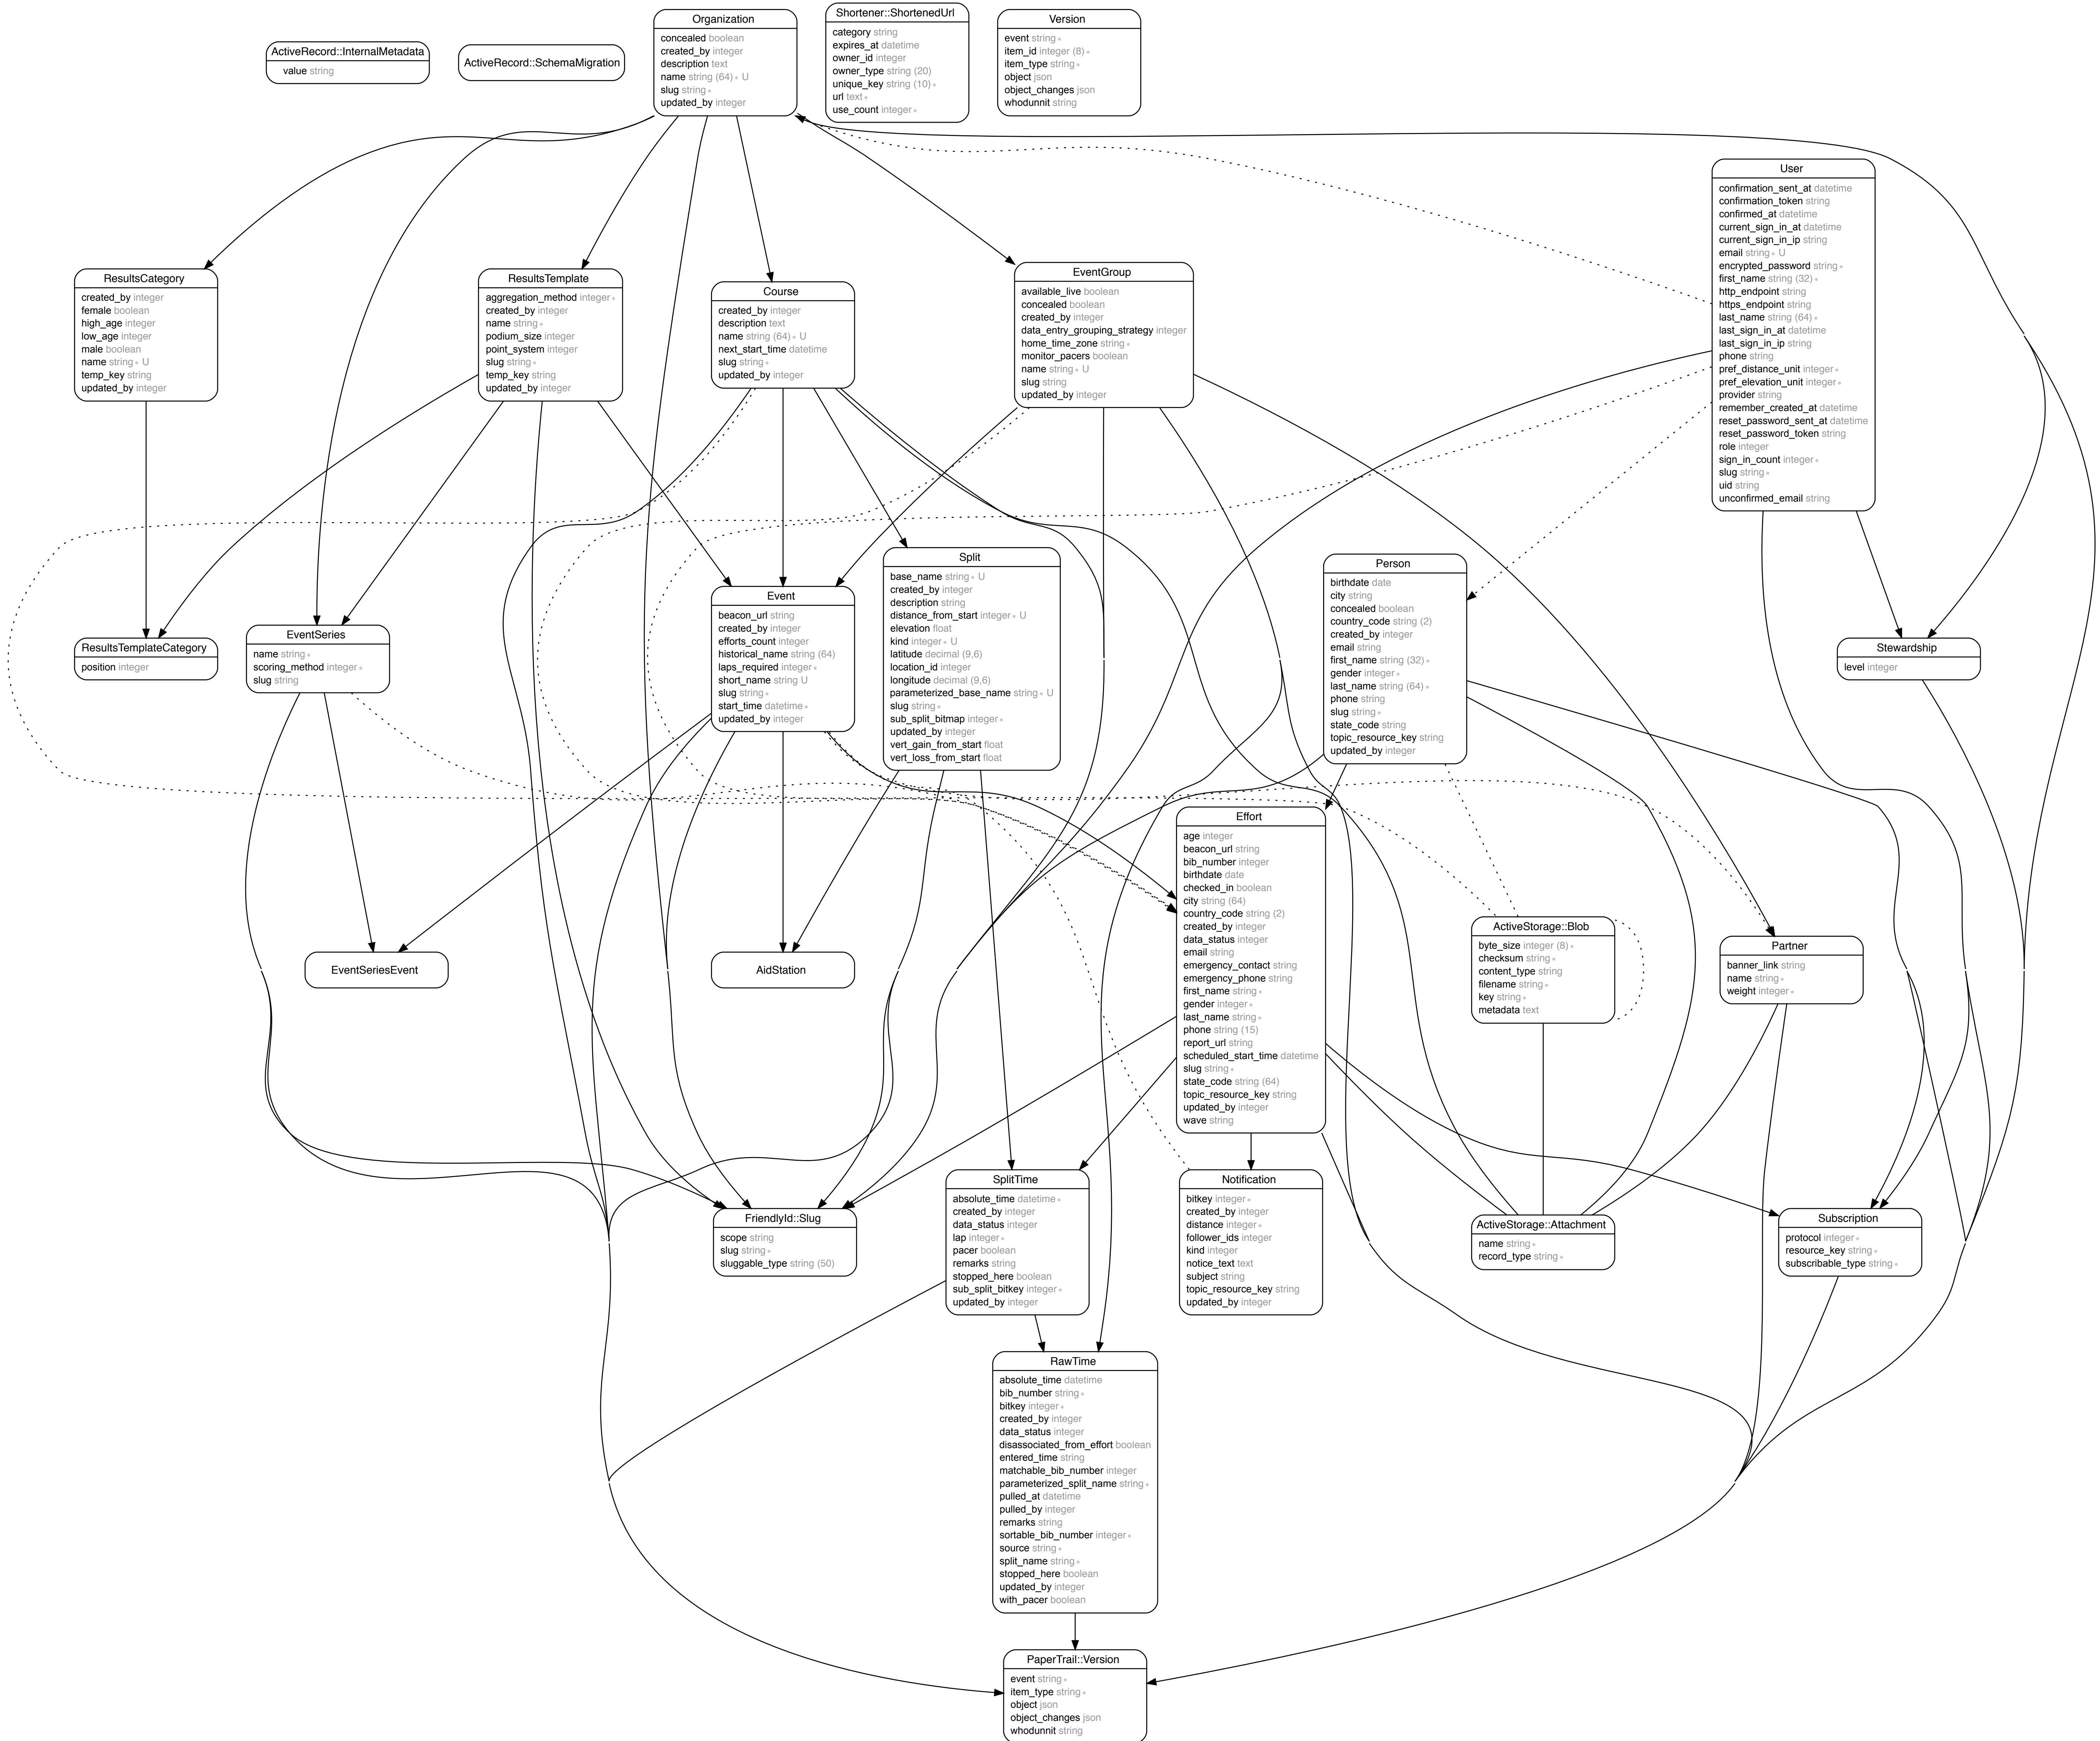 Organization
concealed boolean
created_by integer
description text
name string (64)∗ U
slug string∗
updated_by integer
Shortener::ShortenedUrl
category string
expires_at datetime
owner_id integer
owner_type string (20)
unique_key string (10)∗
url text∗
use_count integer∗
Version
event string∗
item_id integer (8)∗
item_type string∗
object json
object_changes json
whodunnit string
ActiveRecord::InternalMetadata
value string
ActiveRecord::SchemaMigration
User
confirmation_sent_at datetime
confirmation_token string
confirmed_at datetime
current_sign_in_at datetime
current_sign_in_ip string
email string∗ U
encrypted_password string∗
first_name string (32)∗
http_endpoint string
https_endpoint string
last_name string (64)∗
last_sign_in_at datetime
last_sign_in_ip string
phone string
pref_distance_unit integer∗
pref_elevation_unit integer∗
provider string
remember_created_at datetime
reset_password_sent_at datetime
reset_password_token string
role integer
sign_in_count integer∗
slug string∗
uid string
unconfirmed_email string
ResultsCategory
created_by integer
female boolean
high_age integer
low_age integer
male boolean
name string∗ U
temp_key string
updated_by integer
ResultsTemplate
aggregation_method integer∗
created_by integer
name string∗
podium_size integer
point_system integer
slug string∗
temp_key string
updated_by integer
Course
created_by integer
description text
name string (64)∗ U
next_start_time datetime
slug string∗
updated_by integer
EventGroup
available_live boolean
concealed boolean
created_by integer
data_entry_grouping_strategy integer
home_time_zone string∗
monitor_pacers boolean
name string∗ U
slug string
updated_by integer
Split
base_name string∗ U
created_by integer
description string
distance_from_start integer∗ U
elevation float
kind integer∗ U
latitude decimal (9,6)
location_id integer
longitude decimal (9,6)
parameterized_base_name string∗ U
slug string∗
sub_split_bitmap integer∗
updated_by integer
vert_gain_from_start float
vert_loss_from_start float
Person
birthdate date
city string
concealed boolean
country_code string (2)
created_by integer
email string
first_name string (32)∗
gender integer∗
last_name string (64)∗
phone string
slug string∗
state_code string
topic_resource_key string
updated_by integer
Event
beacon_url string
created_by integer
efforts_count integer
historical_name string (64)
laps_required integer∗
short_name string U
slug string∗
start_time datetime∗
updated_by integer
ResultsTemplateCategory
position integer
EventSeries
name string∗
scoring_method integer∗
slug string
Stewardship
level integer
Effort
age integer
beacon_url string
bib_number integer
birthdate date
checked_in boolean
city string (64)
country_code string (2)
created_by integer
data_status integer
email string
emergency_contact string
emergency_phone string
first_name string∗
gender integer∗
last_name string∗
phone string (15)
report_url string
scheduled_start_time datetime
slug string∗
state_code string (64)
topic_resource_key string
updated_by integer
wave string
ActiveStorage::Blob
byte_size integer (8)∗
checksum string∗
content_type string
filename string∗
key string∗
metadata text
Partner
banner_link string
name string∗
weight integer∗
EventSeriesEvent
AidStation
FriendlyId::Slug
scope string
slug string∗
sluggable_type string (50)
SplitTime
absolute_time datetime∗
created_by integer
data_status integer
lap integer∗
pacer boolean
remarks string
stopped_here boolean
sub_split_bitkey integer∗
updated_by integer
Notification
bitkey integer∗
created_by integer
distance integer∗
follower_ids integer
kind integer
notice_text text
subject string
topic_resource_key string
updated_by integer
ActiveStorage::Attachment
name string∗
record_type string∗
Subscription
protocol integer∗
resource_key string∗
subscribable_type string∗
RawTime
absolute_time datetime
bib_number string∗
bitkey integer∗
created_by integer
data_status integer
disassociated_from_effort boolean
entered_time string
matchable_bib_number integer
parameterized_split_name string∗
pulled_at datetime
pulled_by integer
remarks string
sortable_bib_number integer∗
source string∗
split_name string∗
stopped_here boolean
updated_by integer
with_pacer boolean
PaperTrail::Version
event string∗
item_type string∗
object json
object_changes json
whodunnit string